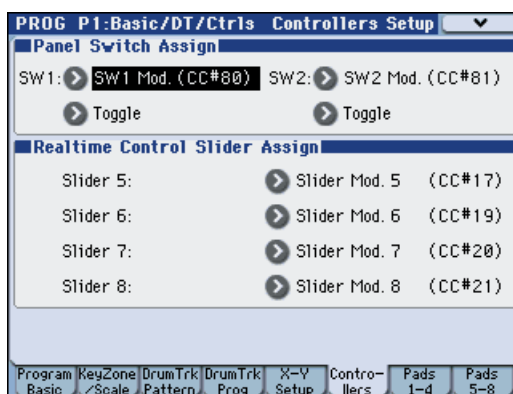 PROG P1:Basic/DT/Ctrls Controllers Setup
Panel Switch Assign
SW1: SW1 Mod. (CC#80) SW2: SW2 Mod. (CC#81)
Toggle Toggle
Realtime Control Slider Assign
Slider 5: Slider Mod. 5 (CC#17)
Slider 6: Slider Mod. 6 (CC#19)
Slider 7: Slider Mod. 7 (CC#20)
Slider 8: Slider Mod. 8 (CC#21)
Program KeyZone DrumTrk DrumTrk X-Y Contro- Pads Pads
Basic /Scale Pattern Prog Setup llers 1-4 5-8